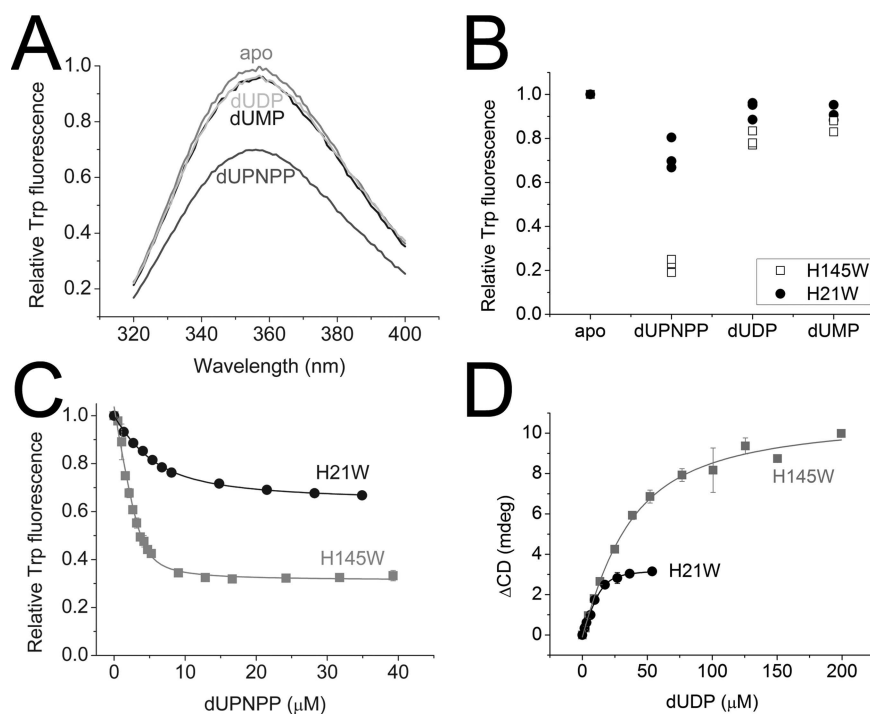 A
Relative Trp fluorescence
1.0
0.8
0.6
0.4
0.2
apo
dUDP
dUMP
dUPNPP
320 340 360 380 400
Wavelength (nm)
B
Relative Trp fluorescence
1.0
0.8
0.6
0.4
0.2
0.0
H145W
H21W
apo dUPNPP dUDP dUMP
C
Relative Trp fluorescence
1.0
0.8
0.6
0.4
0.2
0.0
H21W
H145W
0 10 20 30 40
dUPNPP (μM)
D
ΔCD (mdeg)
10
8
6
4
2
0
H145W
H21W
0 50 100 150 200
dUDP (μM)